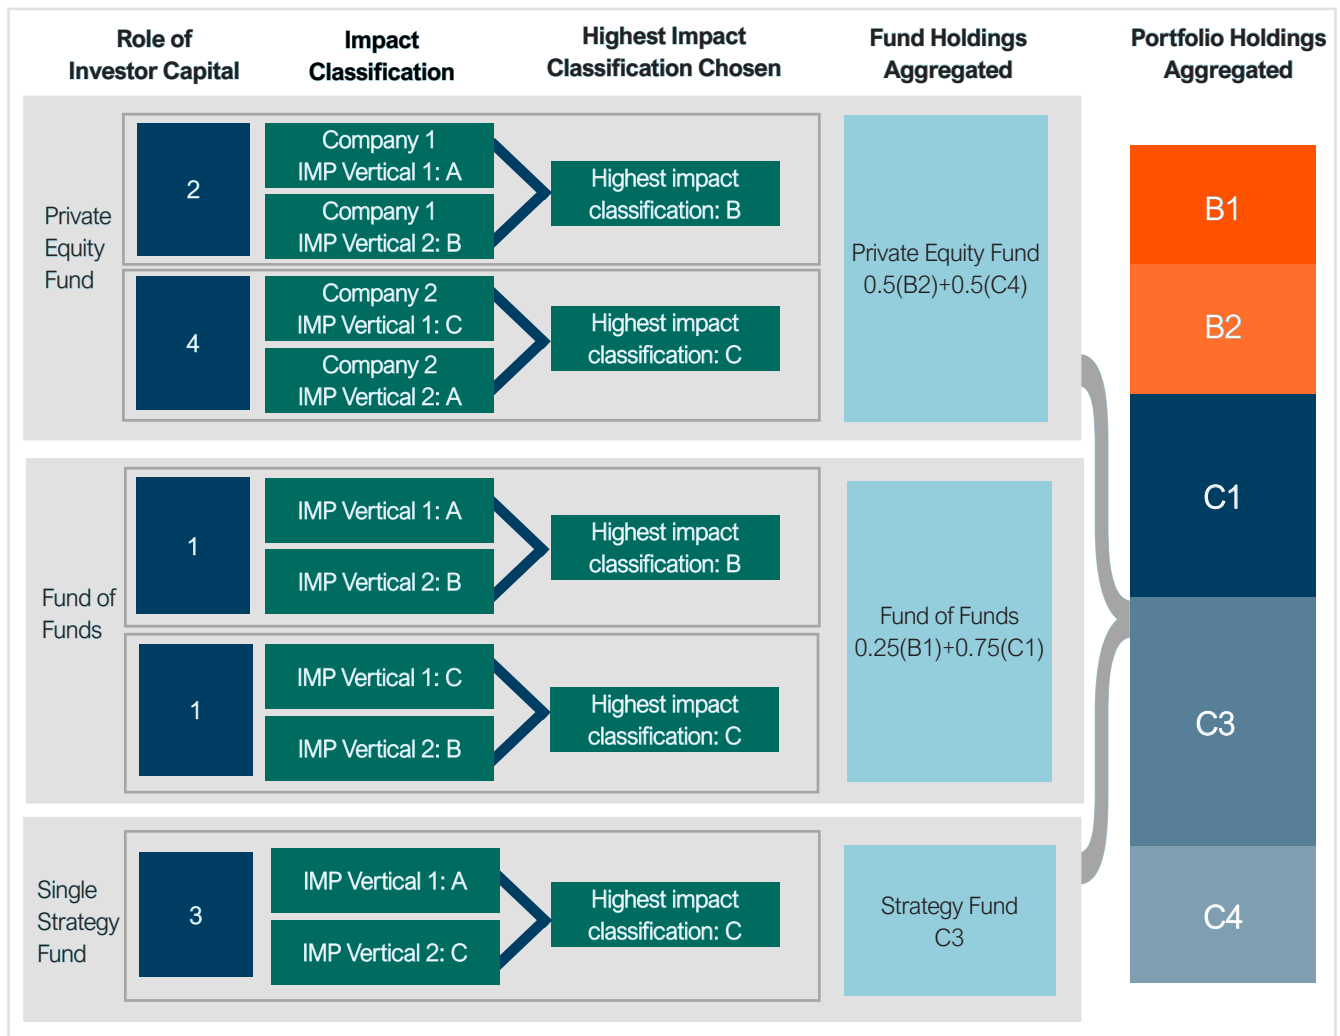 Role of
Investor Capital
Impact
Classification
Highest Impact
Classification Chosen
Fund Holdings
Aggregated
Portfolio Holdings
Aggregated
Private
Equity
Fund
2
Company 1
IMP Vertical 1: A
Company 1
IMP Vertical 2: B
Highest impact
classification: B
4
Company 2
IMP Vertical 1: C
Company 2
IMP Vertical 2: A
Highest impact
classification: C
Private Equity Fund
0.5(B2)+0.5(C4)
Fund of
Funds
1
IMP Vertical 1: A
IMP Vertical 2: B
Highest impact
classification: B
1
IMP Vertical 1: C
IMP Vertical 2: B
Highest impact
classification: C
Fund of Funds
0.25(B1)+0.75(C1)
Single
Strategy
Fund
3
IMP Vertical 1: A
IMP Vertical 2: C
Highest impact
classification: C
Strategy Fund
C3
B1
B2
C1
C3
C4